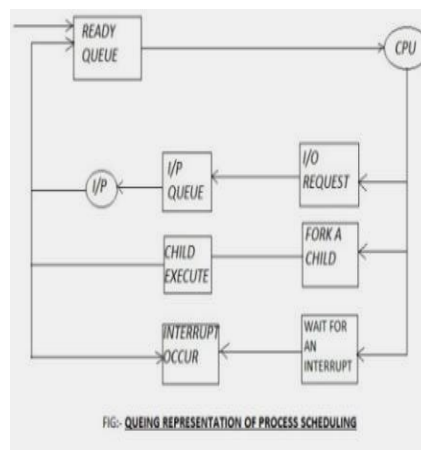 READY
QUEUE
CPU
I/P
I/P
QUEUE
I/O
REQUEST
CHILD
EXECUTE
FORK A
CHILD
INTERRUPT
OCCUR
WAIT FOR
AN
INTERRUPT
FIG:- QUEING REPRESENTATION OF PROCESS SCHEDULING